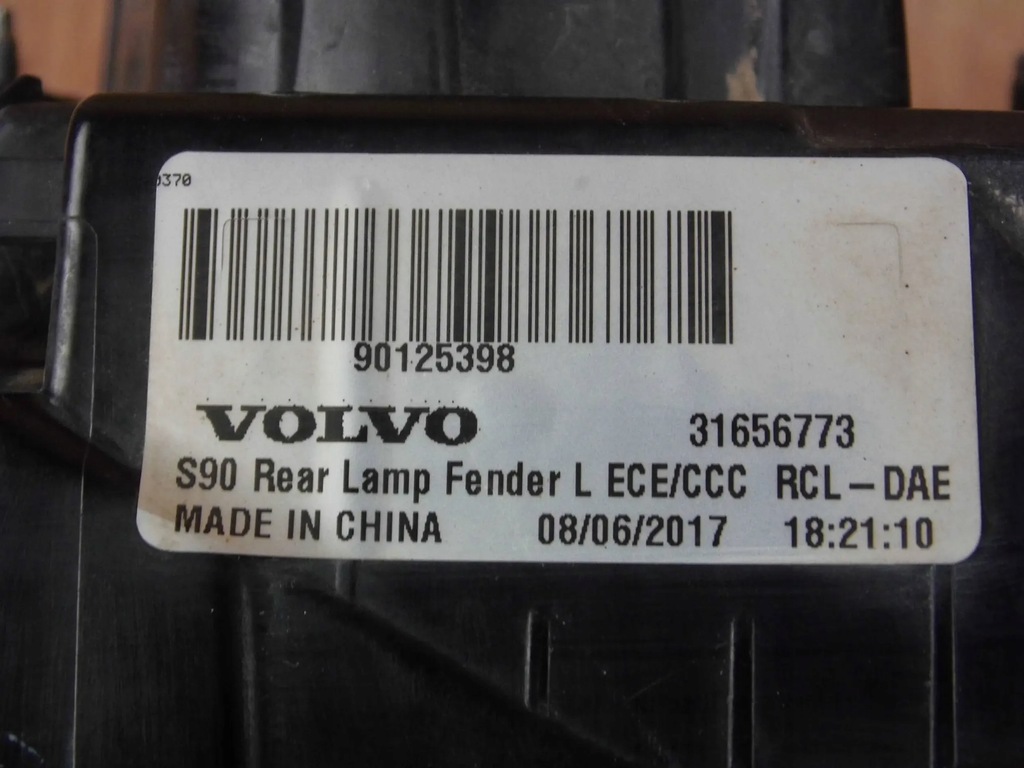 370
90125398
VOLVO 31656773
S90 Rear Lamp Fender L ECE/CCC RCL-DAE
MADE IN CHINA 08/06/2017 18:21:10